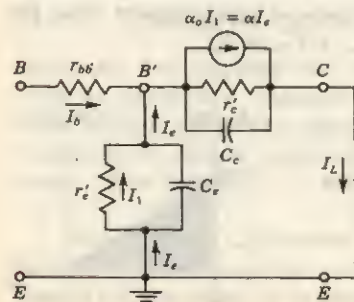 α₀I₁ = αIₑ
B
r_bb'
B'
r'_c
C
I_b
Iₑ
C_c
r'ₑ
I₁
Cₑ
I_L
Iₑ
E
E